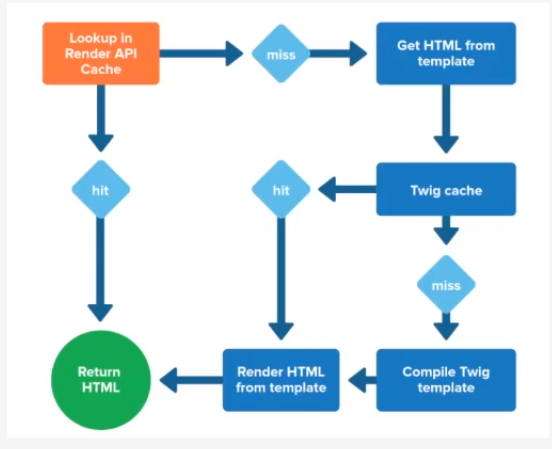 Lookup in
Render API
Cache
miss
Get HTML from
template
hit
hit
Twig cache
miss
Return
HTML
Render HTML
from template
Compile Twig
template